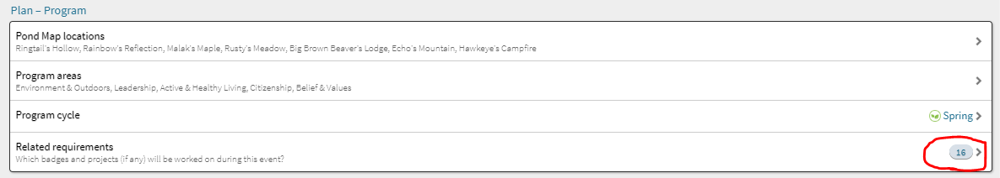 Plan – Program
Pond Map locations
Ringtail's Hollow, Rainbow's Reflection, Malak's Maple, Rusty's Meadow, Big Brown Beaver's Lodge, Echo's Mountain, Hawkeye's Campfire
Program areas
Environment & Outdoors, Leadership, Active & Healthy Living, Citizenship, Belief & Values
Program cycle
Spring
Related requirements
Which badges and projects (if any) will be worked on during this event?
16